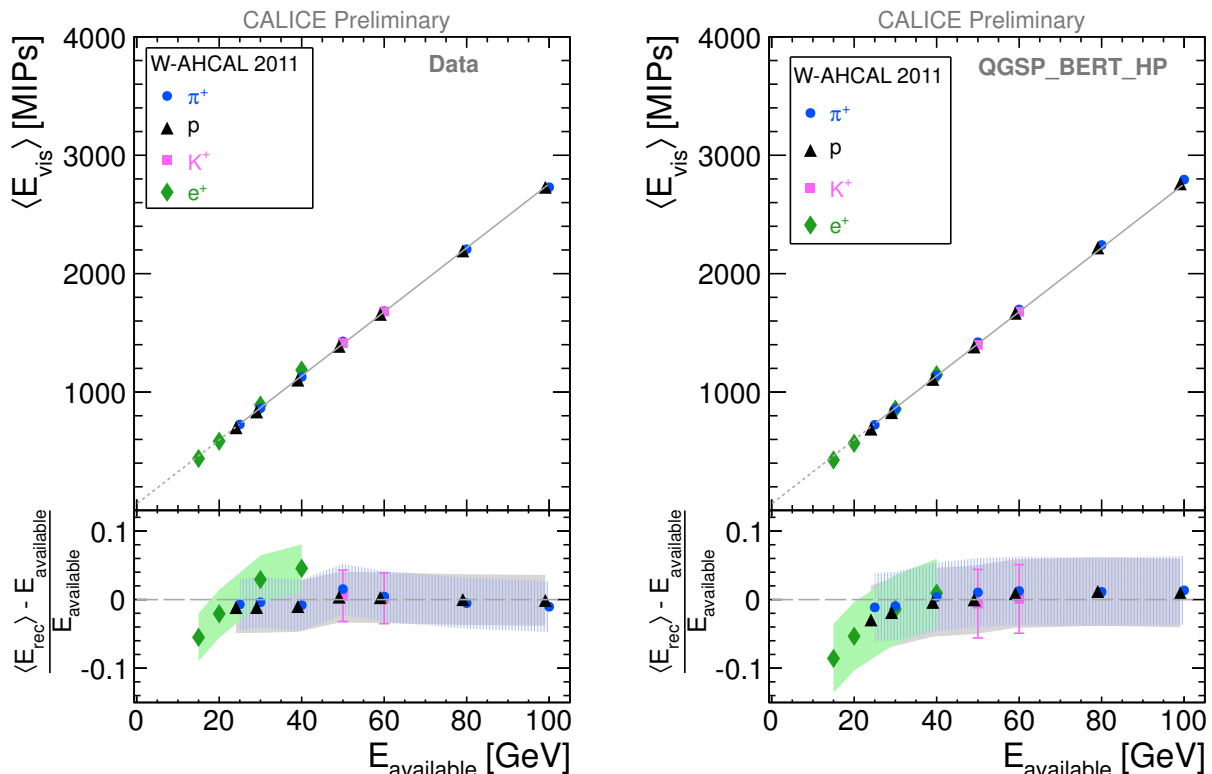 CALICE Preliminary
⟨E_vis⟩ [MIPs]
4000
3000
2000
1000
W-AHCAL 2011
π⁺
p
K⁺
e⁺
Data
⟨E_rec⟩ - E_available
E_available
0.1
0
-0.1
0 20 40 60 80 100
E_available [GeV]
CALICE Preliminary
⟨E_vis⟩ [MIPs]
4000
3000
2000
1000
W-AHCAL 2011
π⁺
p
K⁺
e⁺
QGSP_BERT_HP
⟨E_rec⟩ - E_available
E_available
0.1
0
-0.1
0 20 40 60 80 100
E_available [GeV]